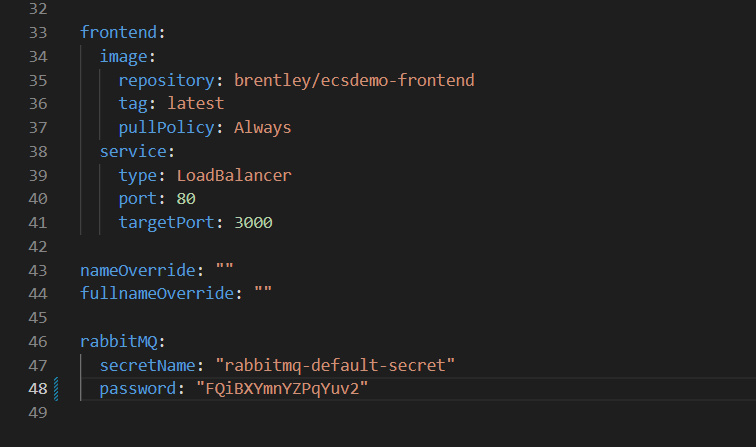 32
33 frontend:
34   image:
35     repository: brentley/ecsdemo-frontend
36     tag: latest
37     pullPolicy: Always
38   service:
39     type: LoadBalancer
40     port: 80
41     targetPort: 3000
42
43 nameOverride: ""
44 fullnameOverride: ""
45
46 rabbitMQ:
47   secretName: "rabbitmq-default-secret"
48   password: "FQiBXYmnYZPqYuv2"
49